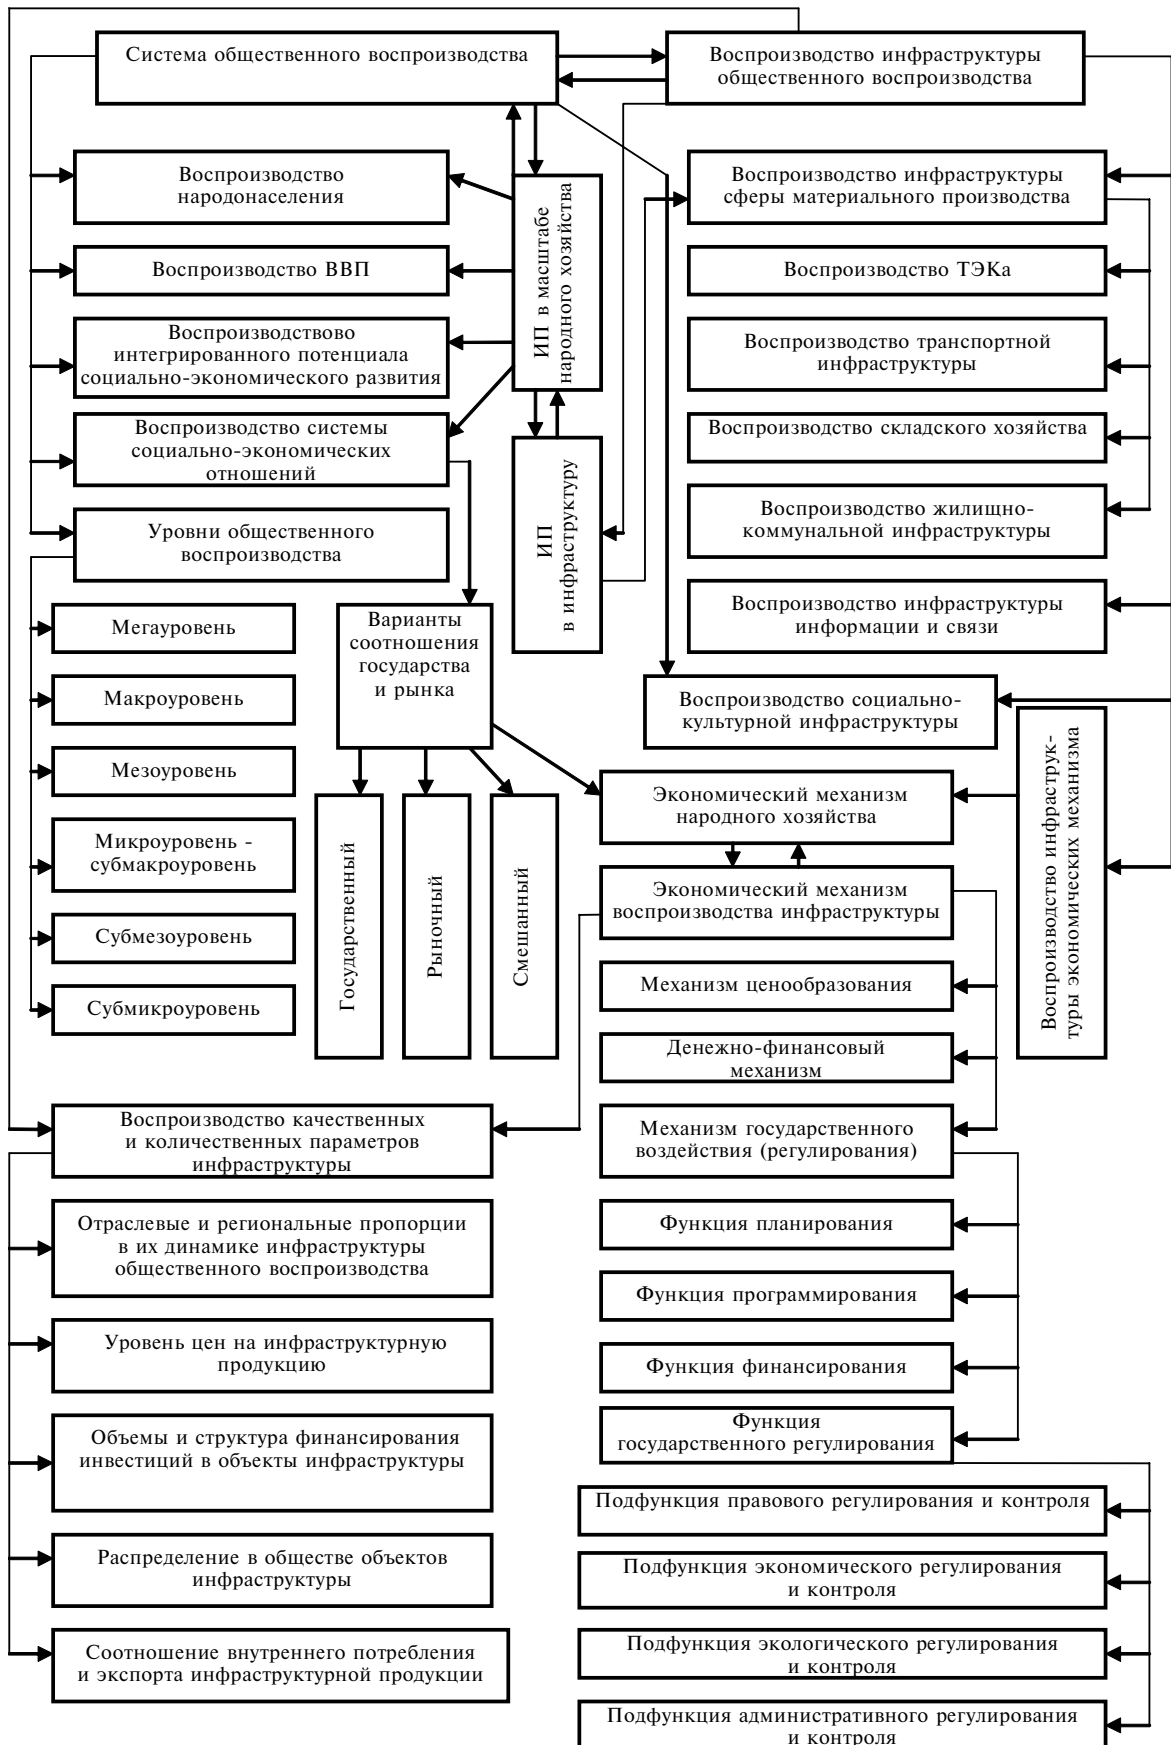 Система общественного воспроизводства
Воспроизводство инфраструктуры
общественного воспроизводства
Воспроизводство
народонаселения
Воспроизводство ВВП
Воспроизводствово
интегрированного потенциала
социально-экономического развития
Воспроизводство системы
социально-экономических
отношений
Уровни общественного
воспроизводства
ИП в масштабе
народного хозяйства
ИП
в инфраструктуру
Воспроизводство инфраструктуры
сферы материального производства
Воспроизводство ТЭКа
Воспроизводство транспортной
инфраструктуры
Воспроизводство складского хозяйства
Воспроизводство жилищно-
коммунальной инфраструктуры
Воспроизводство инфраструктуры
информации и связи
Воспроизводство социально-
культурной инфраструктуры
Мегауровень
Макроуровень
Мезоуровень
Микроуровень -
субмакроуровень
Субмезоуровень
Субмикроуровень
Варианты
соотношения
государства
и рынка
Государственный
Рыночный
Смешанный
Экономический механизм
народного хозяйства
Экономический механизм
воспроизводства инфраструктуры
Механизм ценообразования
Денежно-финансовый
механизм
Механизм государственного
воздействия (регулирования)
Воспроизводство инфраструк-
туры экономических механизма
Воспроизводство качественных
и количественных параметров
инфраструктуры
Отраслевые и региональные пропорции
в их динамике инфраструктуры
общественного воспроизводства
Уровень цен на инфраструктурную
продукцию
Объемы и структура финансирования
инвестиций в объекты инфраструктуры
Распределение в обществе объектов
инфраструктуры
Соотношение внутреннего потребления
и экспорта инфраструктурной продукции
Функция планирования
Функция программирования
Функция финансирования
Функция
государственного регулирования
Подфункция правового регулирования и контроля
Подфункция экономического регулирования
и контроля
Подфункция экологического регулирования
и контроля
Подфункция административного регулирования
и контроля